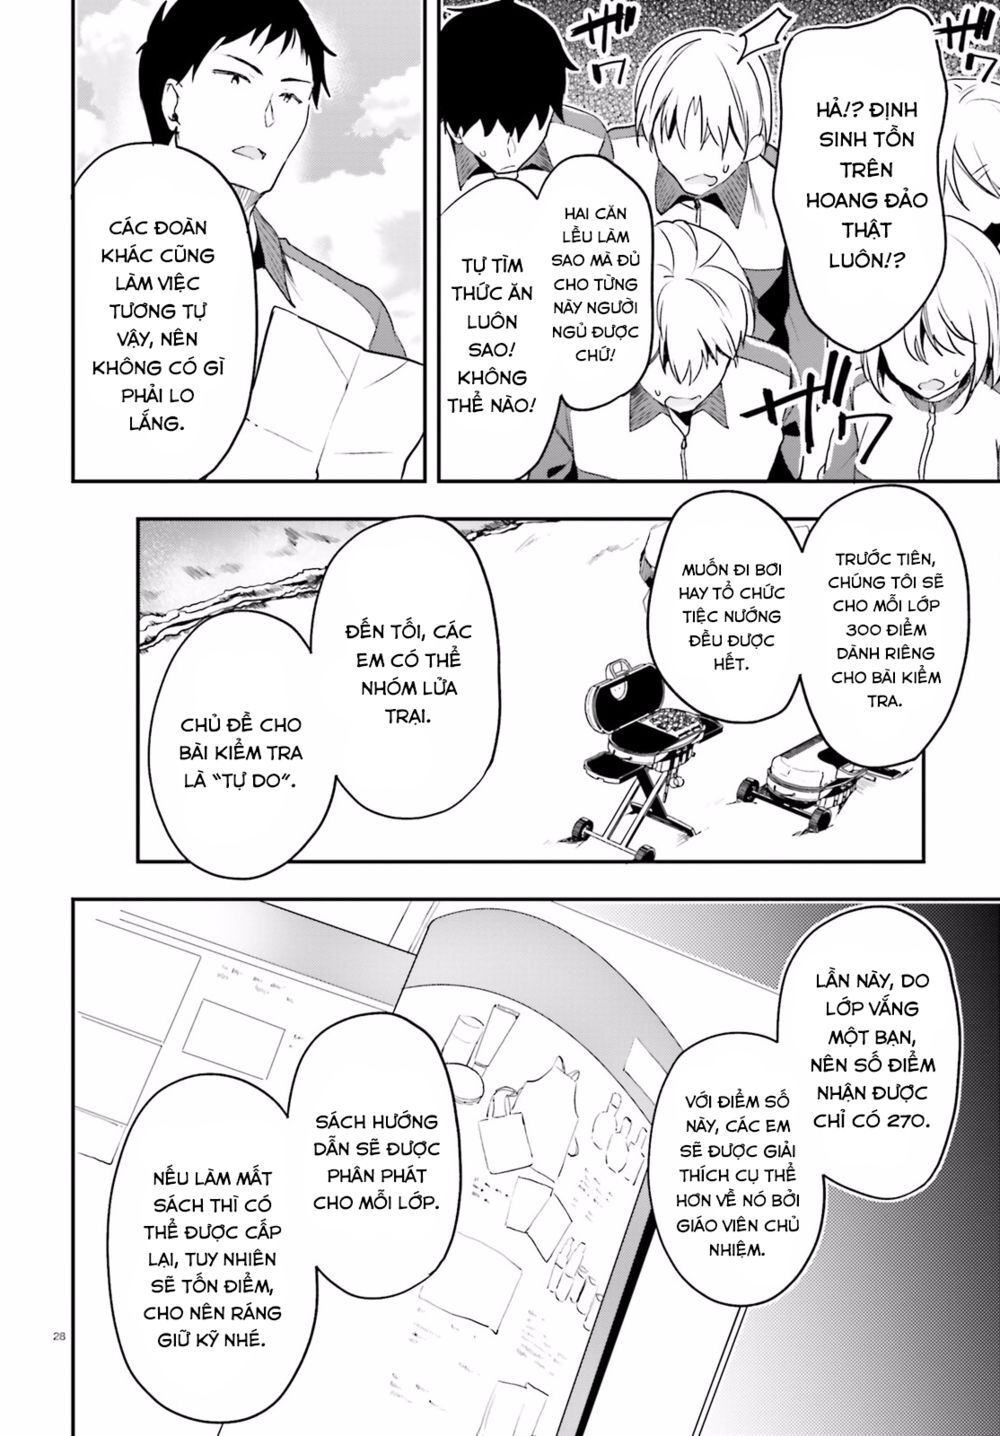 HẢ!? ĐỊNH
SINH TỒN
TRÊN
HOANG ĐẢO
THẬT
LUÔN!?
HAI CĂN
LỀU LÀM
SAO MÀ ĐỦ
CHO TỪNG
NÀY NGƯỜI
NGỦ ĐƯỢC
CHỨ!
TỰ TÌM
THỨC ĂN
LUÔN
SAO!
KHÔNG
THỂ NÀO!
CÁC ĐOÀN
KHÁC CŨNG
LÀM VIỆC
TƯƠNG TỰ
VẬY, NÊN
KHÔNG CÓ GÌ
PHẢI LO
LẮNG.
TRƯỚC TIÊN,
CHÚNG TÔI SẼ
CHO MỖI LỚP
300 ĐIỂM
DÀNH RIÊNG
CHO BÀI KIỂM
TRA.
MUỐN ĐI BƠI
HAY TỔ CHỨC
TIỆC NƯỚNG
ĐỀU ĐƯỢC
HẾT.
ĐẾN TỐI, CÁC
EM CÓ THỂ
NHÓM LỬA
TRẠI.
CHỦ ĐỀ CHO
BÀI KIỂM TRA
LÀ "TỰ DO".
LẦN NÀY, DO
LỚP VẮNG
MỘT BẠN,
NÊN SỐ ĐIỂM
NHẬN ĐƯỢC
CHỈ CÓ 270.
VỚI ĐIỂM SỐ
NÀY, CÁC EM
SẼ ĐƯỢC GIẢI
THÍCH CỤ THỂ
HƠN VỀ NÓ BỞI
GIÁO VIÊN CHỦ
NHIỆM.
SÁCH HƯỚNG
DẪN SẼ ĐƯỢC
PHÂN PHÁT
CHO MỖI LỚP.
NẾU LÀM MẤT
SÁCH THÌ CÓ
THỂ ĐƯỢC CẤP
LẠI, TUY NHIÊN
SẼ TỐN ĐIỂM,
CHO NÊN RÁNG
GIỮ KỸ NHÉ.
28